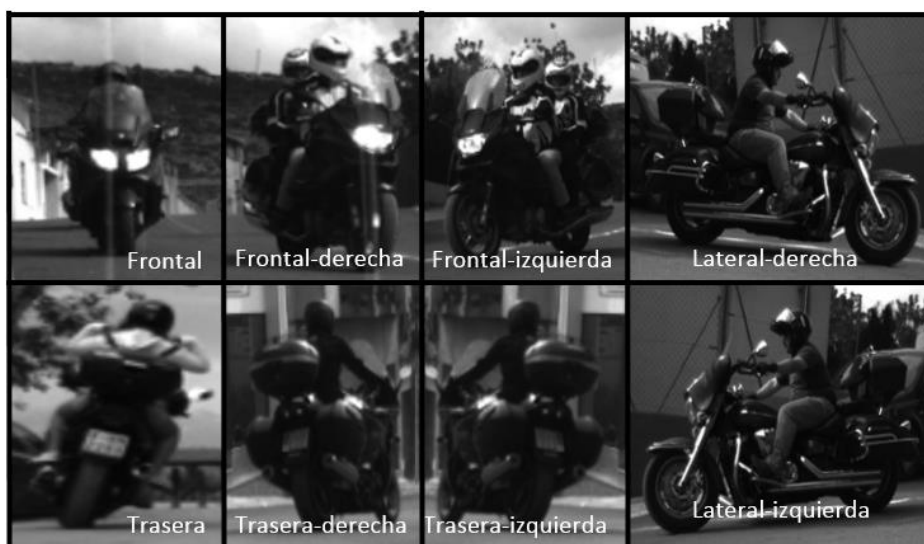 Frontal
Frontal-derecha
Frontal-izquierda
Lateral-derecha
Trasera
Trasera-derecha
Trasera-izquierda
Lateral-izquierda